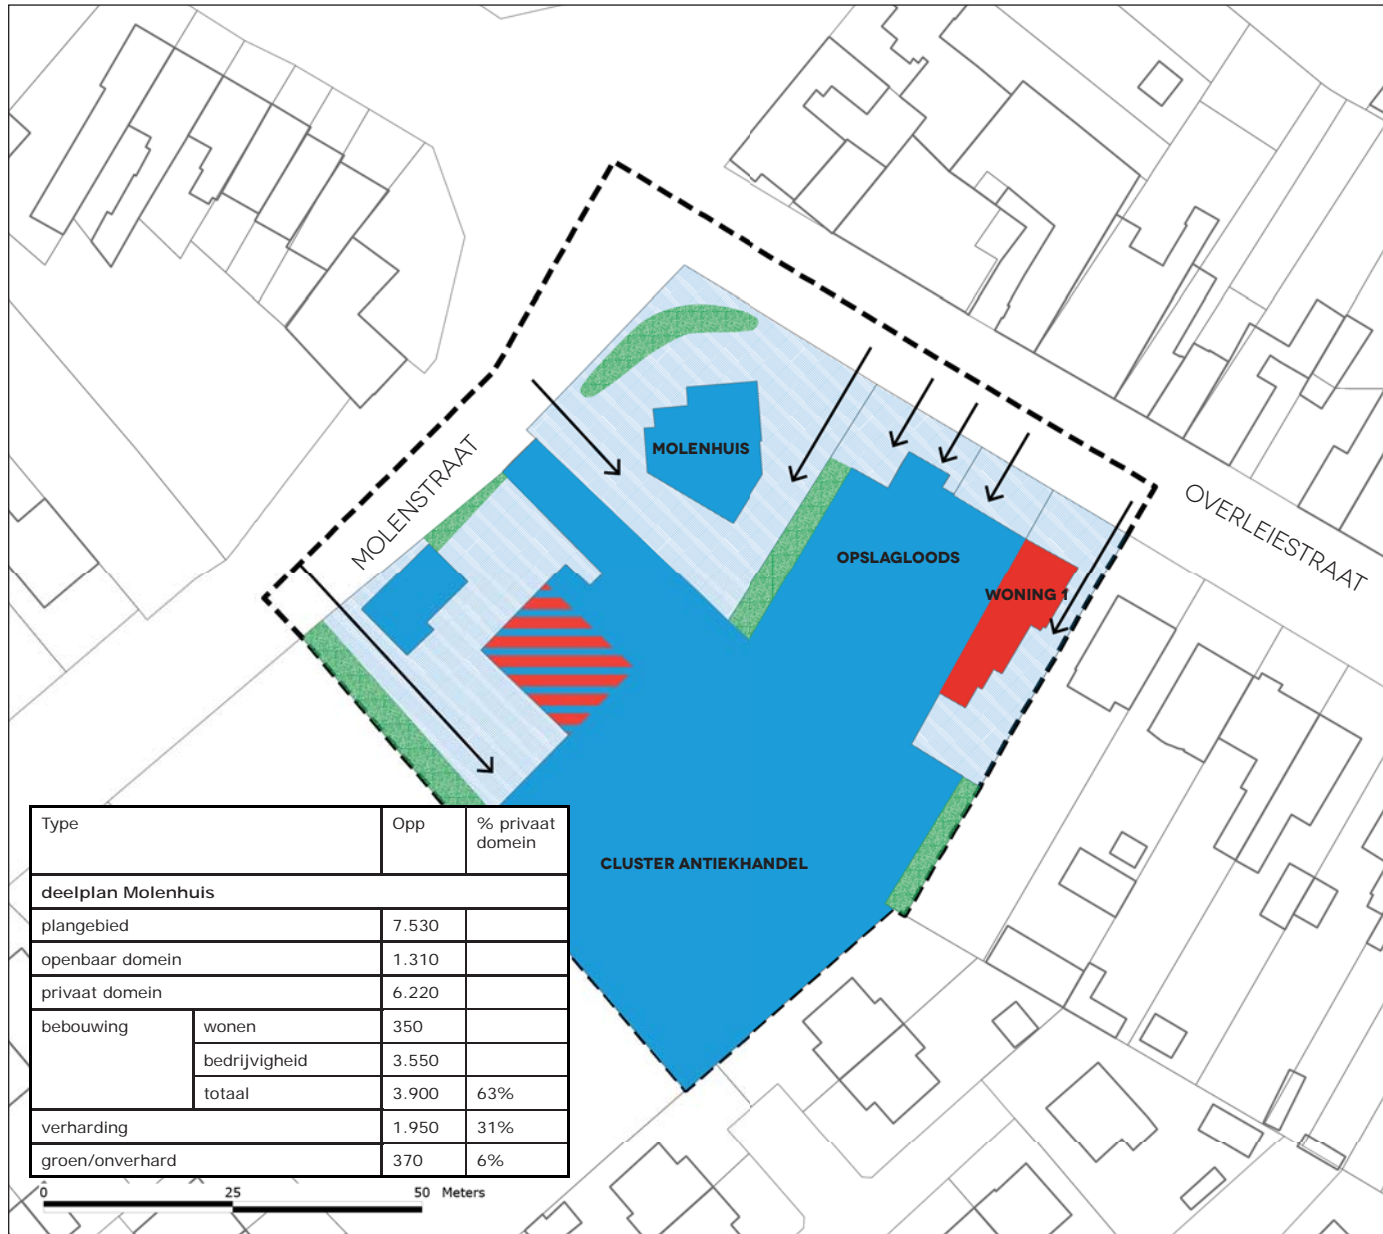 MOLENSTRAAT
OVERLEIESTRAAT
MOLENHUIS
OPSLAGLOODS
WONING 1
CLUSTER ANTIEKHANDEL
Type Opp % privaat
domein
deelplan Molenhuis
plangebied 7.530
openbaar domein 1.310
privaat domein 6.220
bebouwing wonen 350
bedrijvigheid 3.550
totaal 3.900 63%
verharding 1.950 31%
groen/onverhard 370 6%
0 25 50 Meters